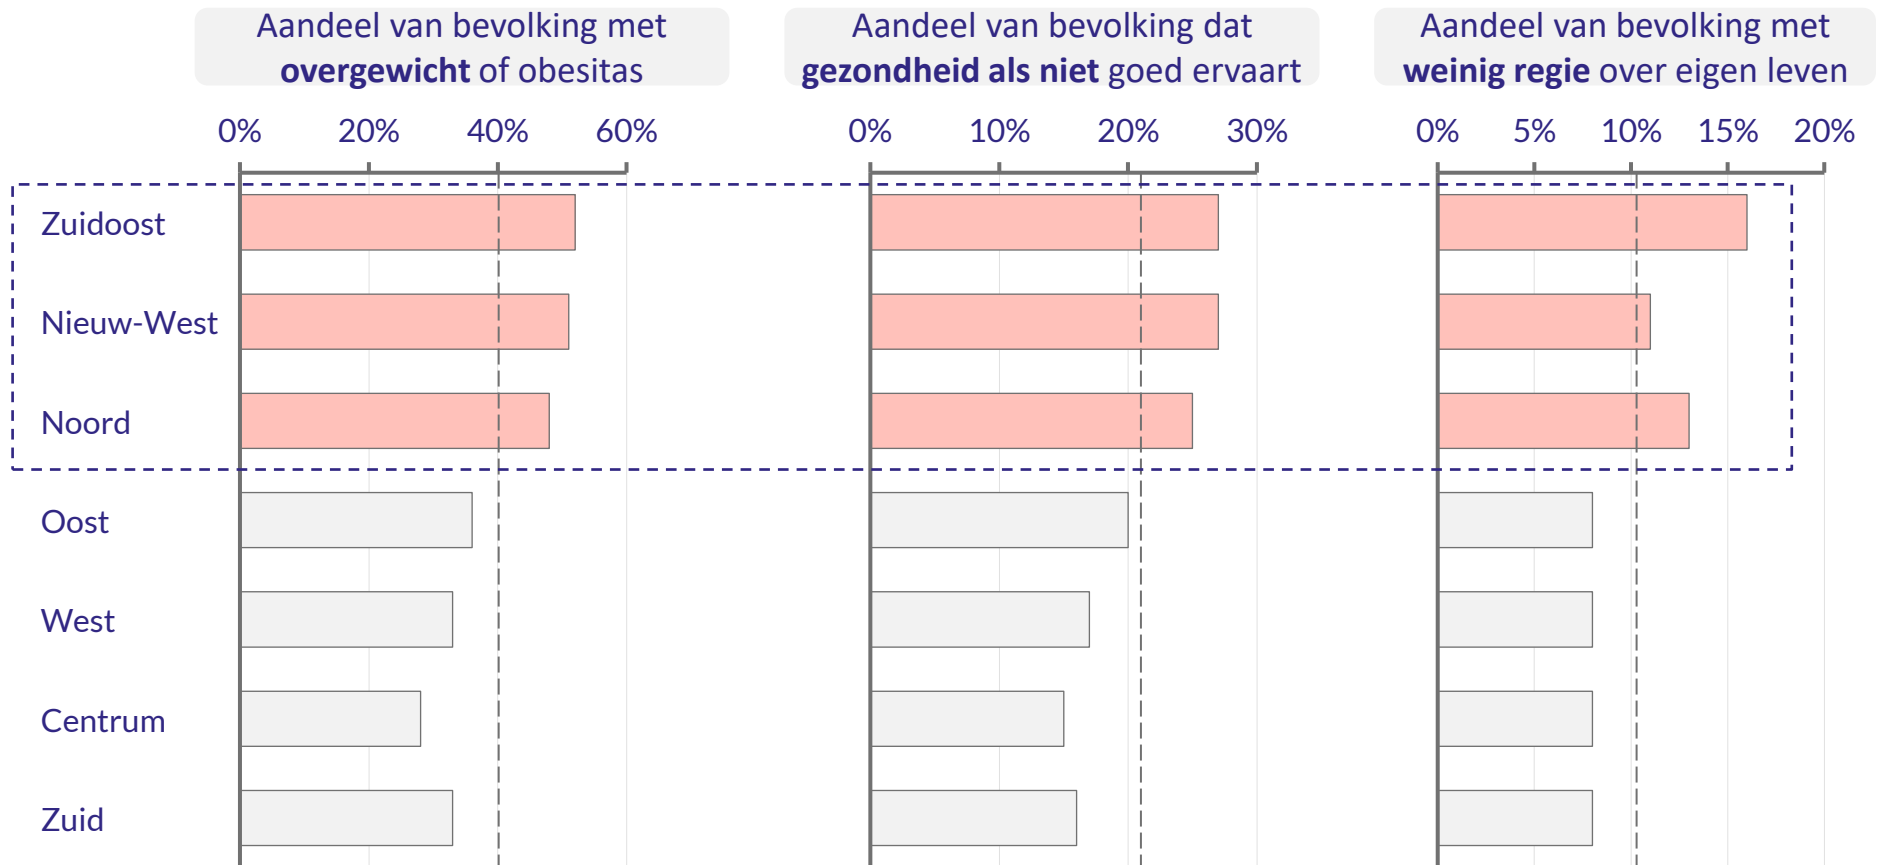 Aandeel van bevolking met
overgewicht of obesitas
Aandeel van bevolking dat
gezondheid als niet goed ervaart
Aandeel van bevolking met
weinig regie over eigen leven
0% 20% 40% 60%
0% 10% 20% 30%
0% 5% 10% 15% 20%
Zuidoost
Nieuw-West
Noord
Oost
West
Centrum
Zuid